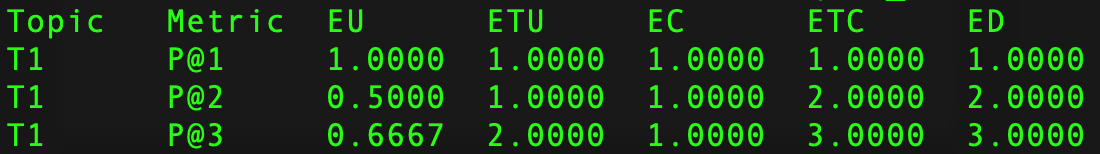 Topic Metric EU ETU EC ETC ED
T1 P@1 1.0000 1.0000 1.0000 1.0000 1.0000
T1 P@2 0.5000 1.0000 1.0000 2.0000 2.0000
T1 P@3 0.6667 2.0000 1.0000 3.0000 3.0000